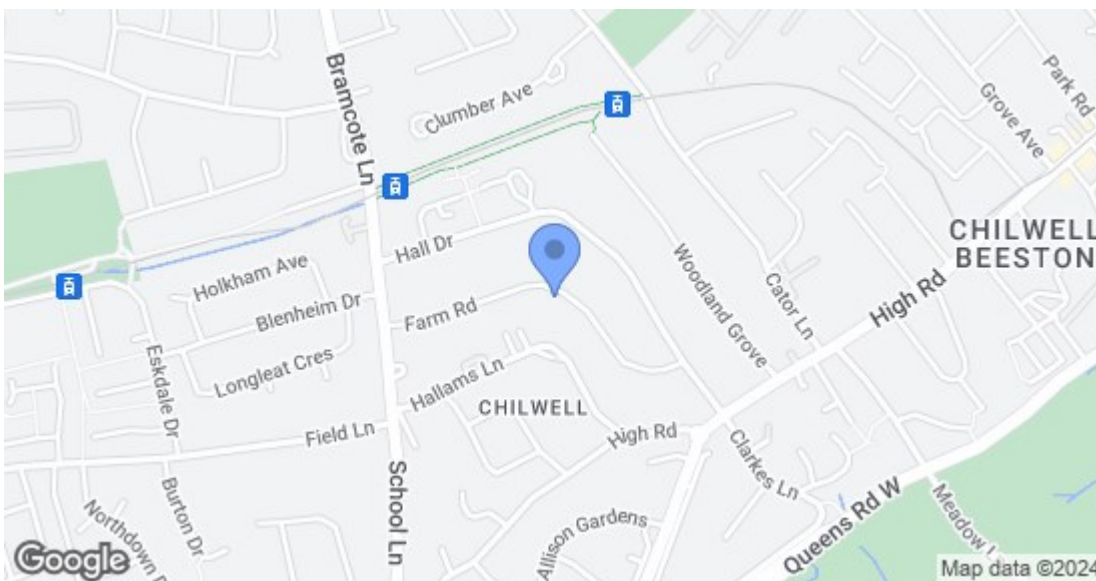 Park Rd
Grove Ave
Clumber Ave
Bramcote Ln
CHILWELL
BEESTON
Hall Dr
Woodland Grove
Cator Ln
High Rd
Holkham Ave
Blenheim Dr
Farm Rd
Longleat Cres
Eskdale Dr
Hallams Ln
CHILWELL
Field Ln
High Rd
School Ln
Clarkes Ln
Burton Dr
Northdown
Queens Rd W
Meadow
Allison Gardens
Google
Map data ©2024